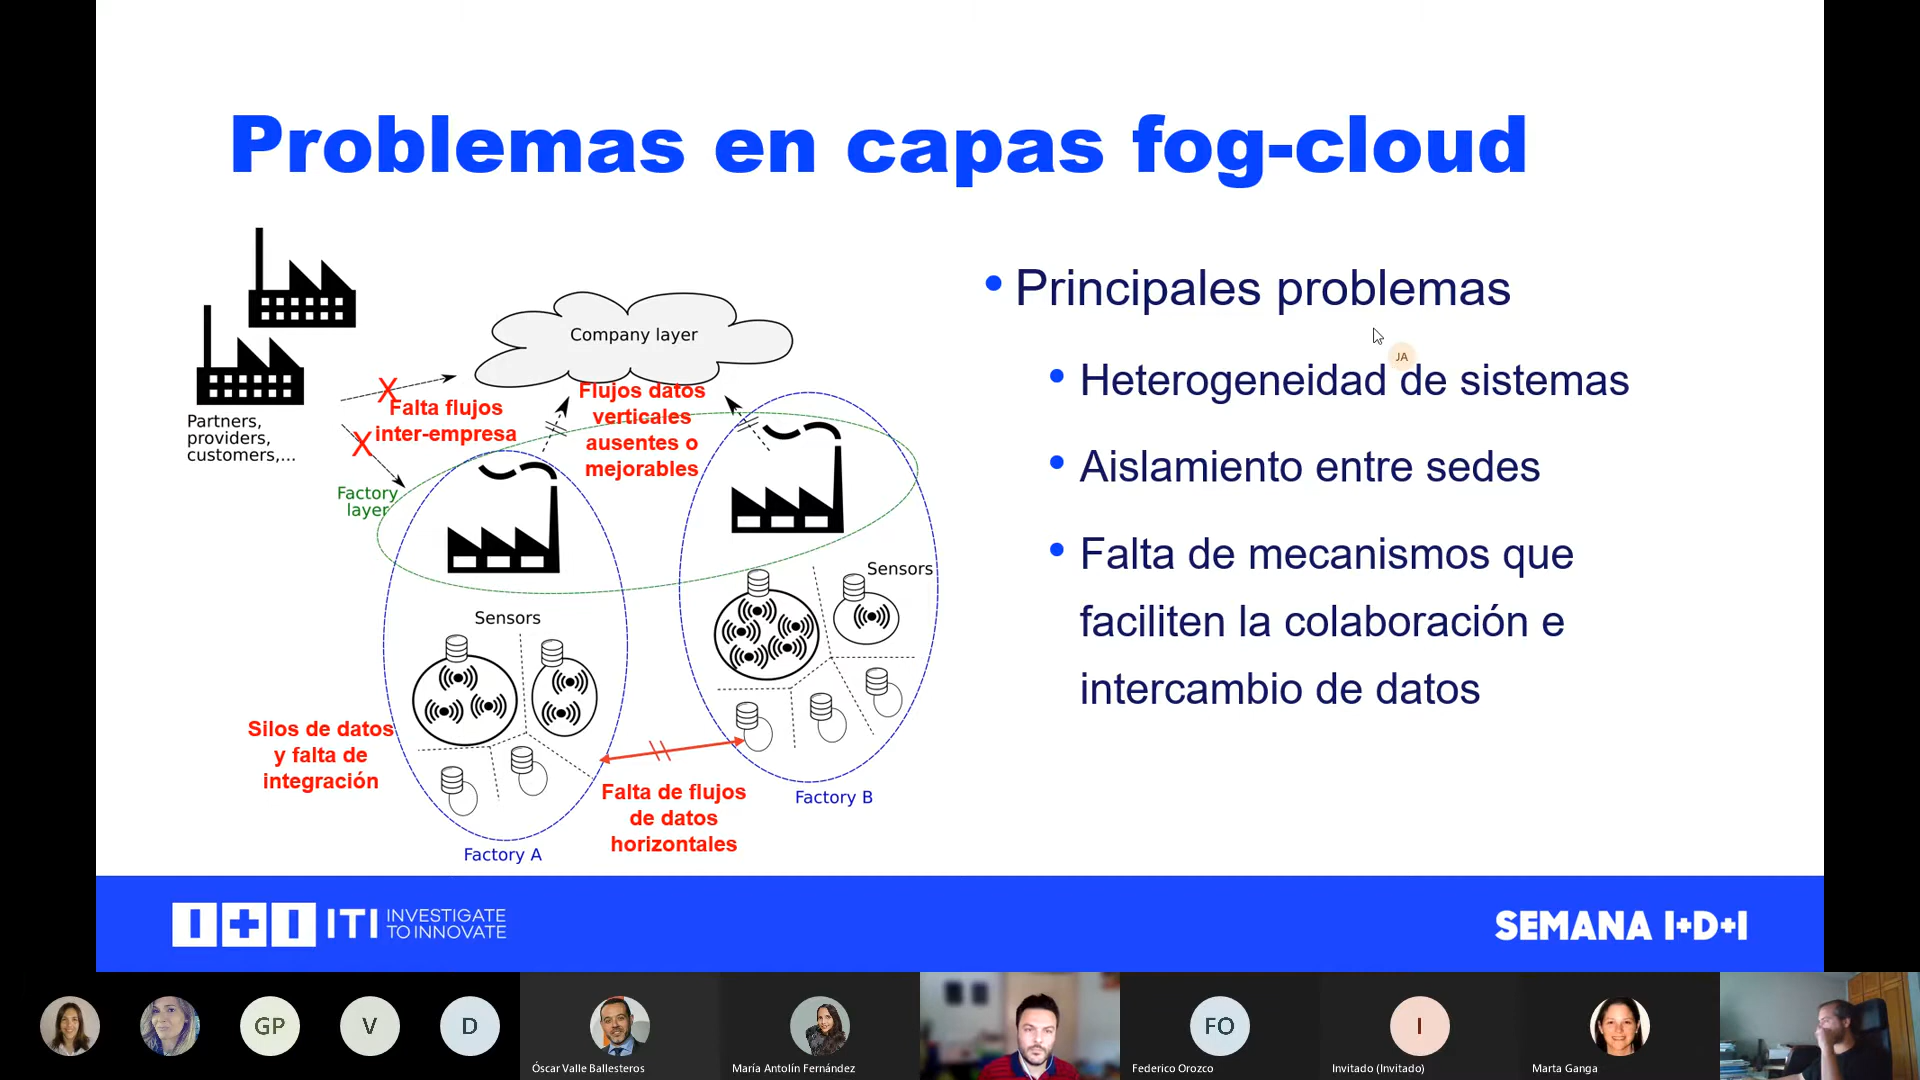 Problemas en capas fog-cloud
Partners,
providers,
customers,...
Company layer
Falta flujos
inter-empresa
Flujos datos
verticales
ausentes o
mejorables
Factory
layer
Sensors
Sensors
Silos de datos
y falta de
integración
Falta de flujos
de datos
horizontales
Factory A
Factory B
• Principales problemas
JA
• Heterogeneidad de sistemas
• Aislamiento entre sedes
• Falta de mecanismos que
faciliten la colaboración e
intercambio de datos
I+I ITI INVESTIGATE
TO INNOVATE
SEMANA I+D+I
GP
V
D
Óscar Valle Ballesteros
María Antolín Fernández
FO
Federico Orozco
I
Invitado (Invitado)
Marta Ganga